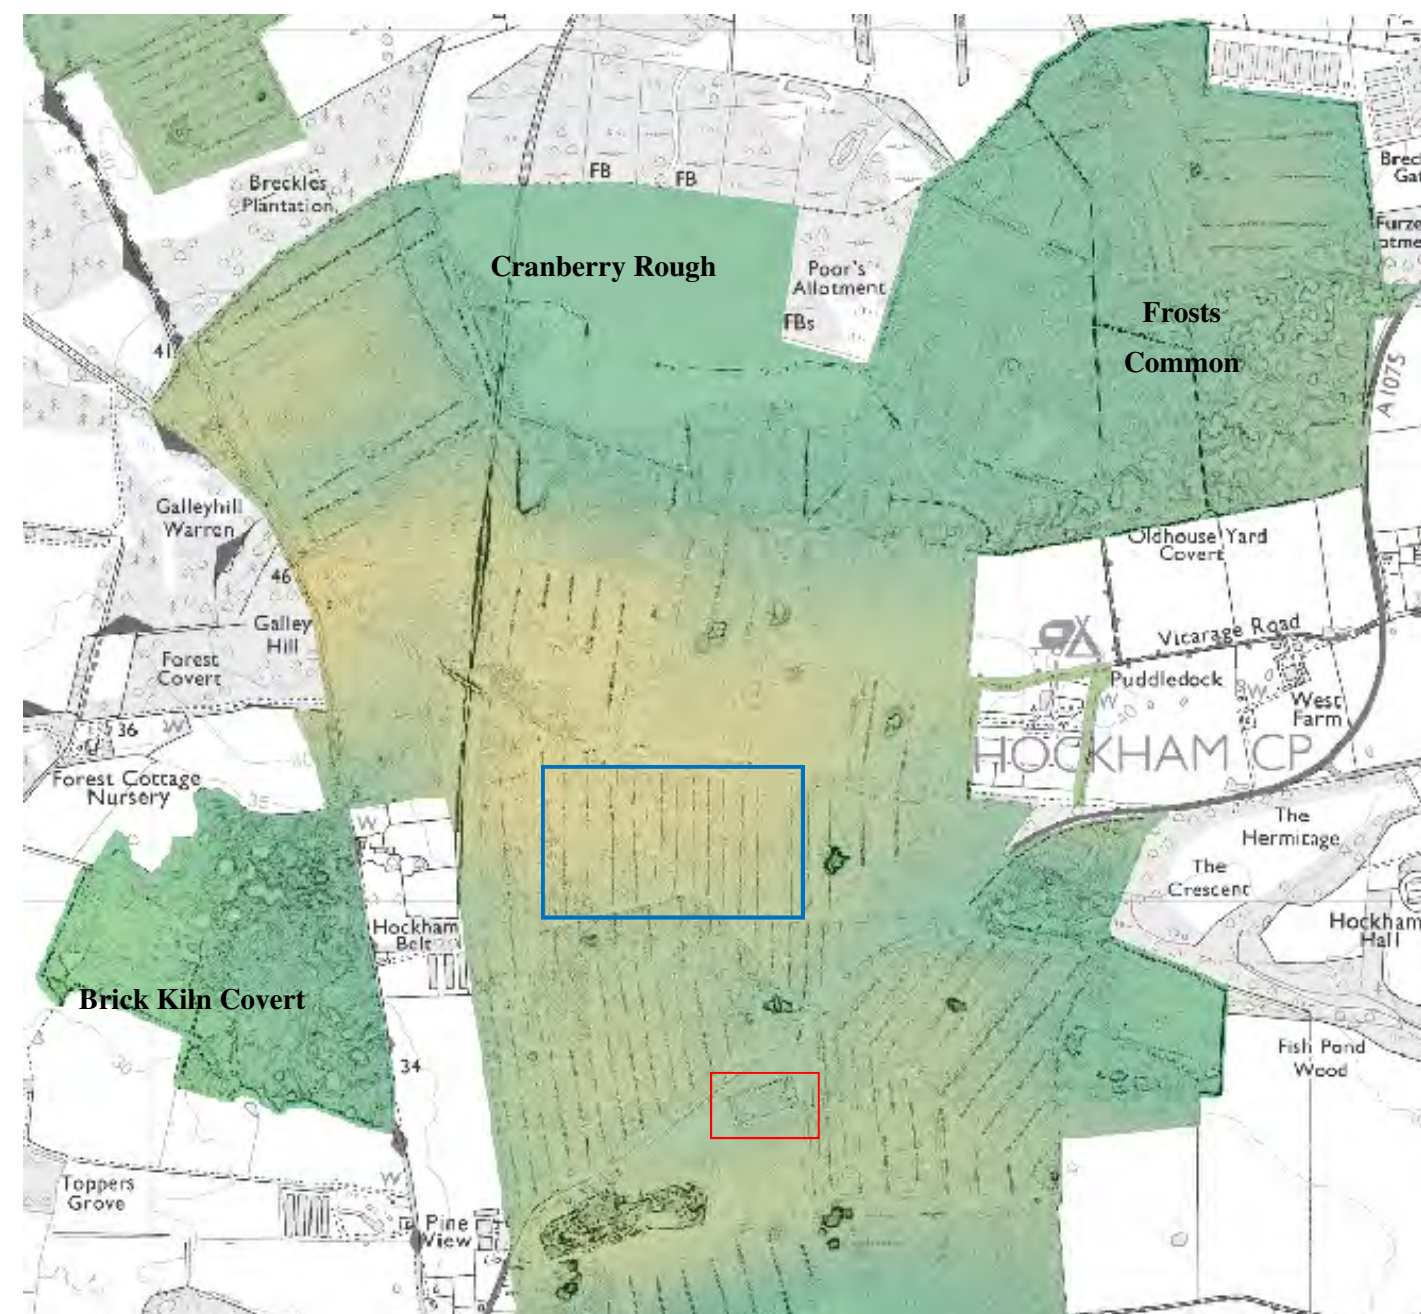 FB
FB
Breckles
Plantation
Cranberry Rough
Poor's
Allotment
FBs
Frosts
Common
41
A1075
Galleyhill
Warren
46
Galley
Hill
Forest
Covert
36
W
Forest Cottage
Nursery
35
Oldhouse Yard
Covert
Vicarage Road
Puddledock
W
W
West
Farm
HOCKHAM CP
The
Hermitage
The
Crescent
Hockham
Hall
W
Hockham
Belt
Brick Kiln Covert
34
Fish Pond
Wood
Toppers
Grove
W
Pine
View